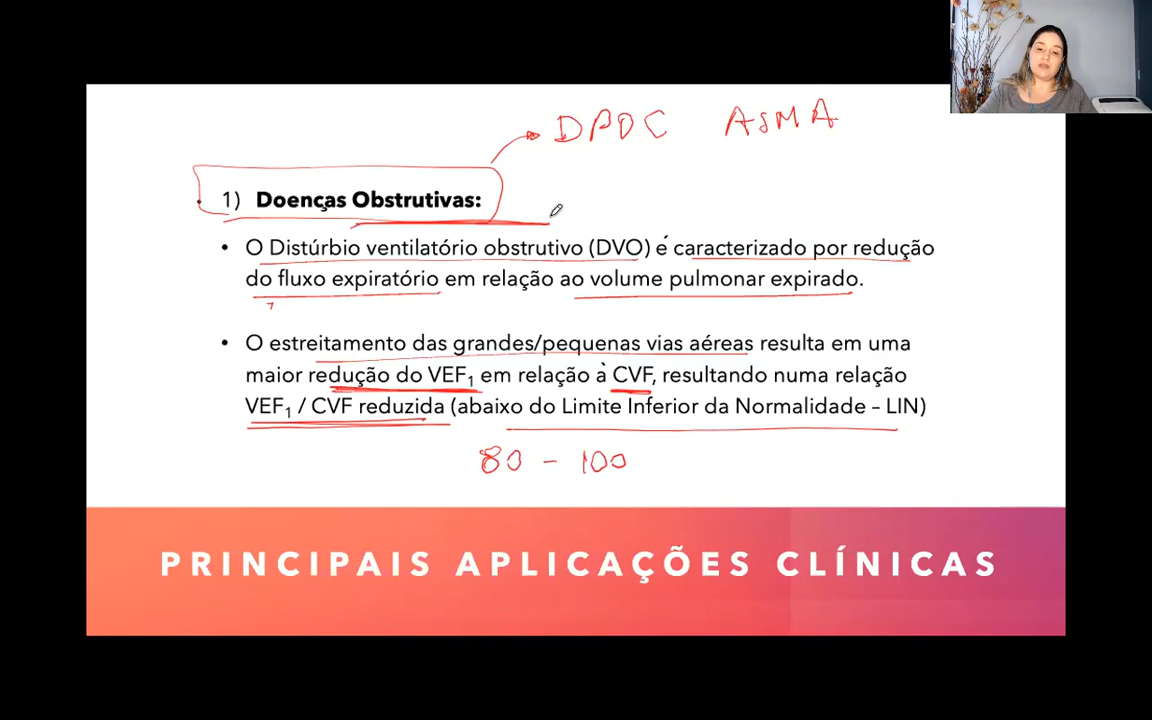 DPOC ASMA
1) Doenças Obstrutivas:
• O Distúrbio ventilatório obstrutivo (DVO) é caracterizado por redução
do fluxo expiratório em relação ao volume pulmonar expirado.
• O estreitamento das grandes/pequenas vias aéreas resulta em uma
maior redução do VEF₁ em relação à CVF, resultando numa relação
VEF₁ / CVF reduzida (abaixo do Limite Inferior da Normalidade – LIN)
80 - 100
PRINCIPAIS APLICAÇÕES CLÍNICAS